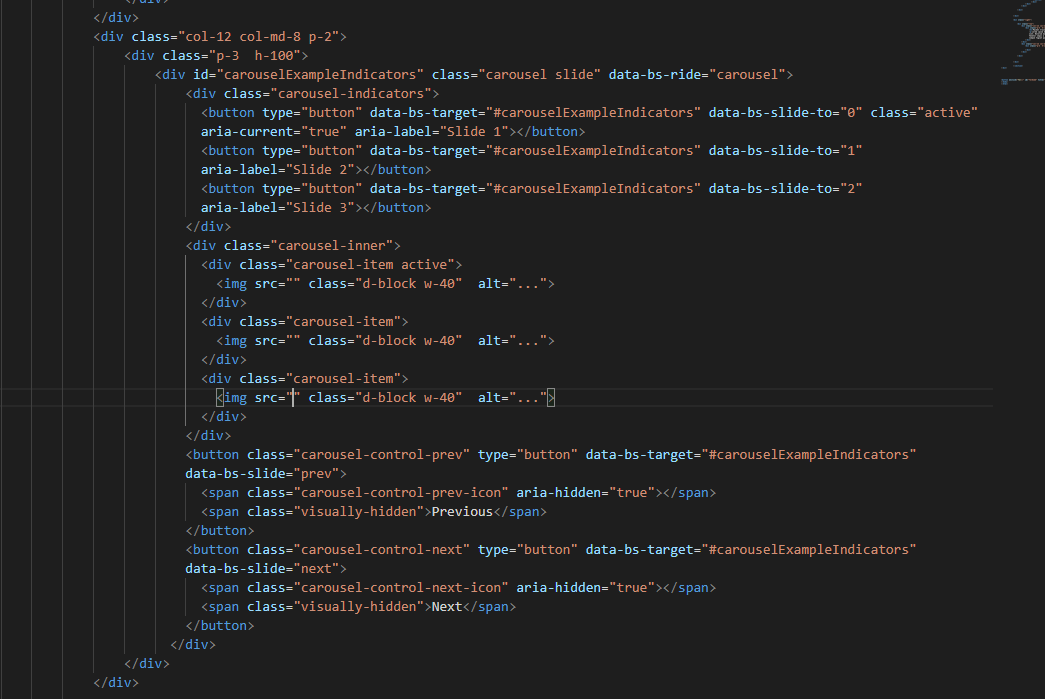 </div>
</div>
<div class="col-12 col-md-8 p-2">
<div class="p-3  h-100">
<div id="carouselExampleIndicators" class="carousel slide" data-bs-ride="carousel">
<div class="carousel-indicators">
<button type="button" data-bs-target="#carouselExampleIndicators" data-bs-slide-to="0" class="active"
aria-current="true" aria-label="Slide 1"></button>
<button type="button" data-bs-target="#carouselExampleIndicators" data-bs-slide-to="1"
aria-label="Slide 2"></button>
<button type="button" data-bs-target="#carouselExampleIndicators" data-bs-slide-to="2"
aria-label="Slide 3"></button>
</div>
<div class="carousel-inner">
<div class="carousel-item active">
<img src="" class="d-block w-40"  alt="...">
</div>
<div class="carousel-item">
<img src="" class="d-block w-40"  alt="...">
</div>
<div class="carousel-item">
<img src="" class="d-block w-40"  alt="...">
</div>
</div>
<button class="carousel-control-prev" type="button" data-bs-target="#carouselExampleIndicators"
data-bs-slide="prev">
<span class="carousel-control-prev-icon" aria-hidden="true"></span>
<span class="visually-hidden">Previous</span>
</button>
<button class="carousel-control-next" type="button" data-bs-target="#carouselExampleIndicators"
data-bs-slide="next">
<span class="carousel-control-next-icon" aria-hidden="true"></span>
<span class="visually-hidden">Next</span>
</button>
</div>
</div>
</div>